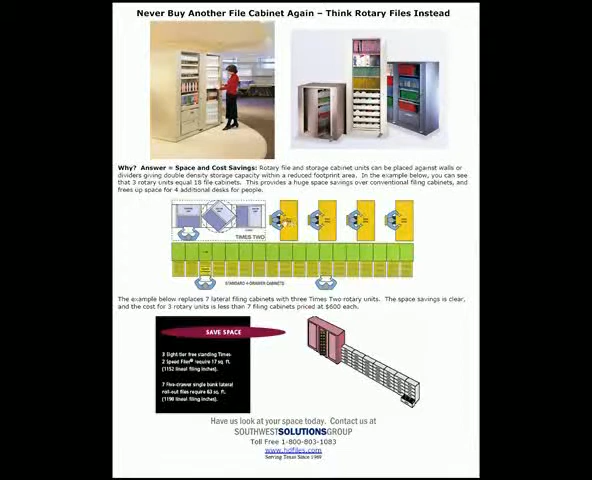 Never Buy Another File Cabinet Again – Think Rotary Files Instead
Why? Answer = Space and Cost Savings: Rotary file and storage cabinet units can be placed against walls or
dividers giving double density storage capacity within a reduced footprint area. In the example below, you can see
that 3 rotary units equal 18 file cabinets. This provides a huge space savings over conventional filing cabinets, and
frees up space for 4 additional desks for people.
TIMES TWO
STANDARD 4-DRAWER CABINETS
The example below replaces 7 lateral filing cabinets with three Times Two rotary units. The space savings is clear,
and the cost for 3 rotary units is less than 7 filing cabinets priced at $600 each.
SAVE SPACE
3 Eight-tier free standing Times-
2 Speed Files® require 17 sq. ft.
(1152 lineal filing inches).
7 Five-drawer single bank lateral
roll-out files require 63 sq. ft.
(1190 lineal filing inches).
Have us look at your space today. Contact us at
SOUTHWESTSOLUTIONSGROUP
Toll Free 1-800-803-1083
www.hdfiles.com
Serving Texas Since 1969